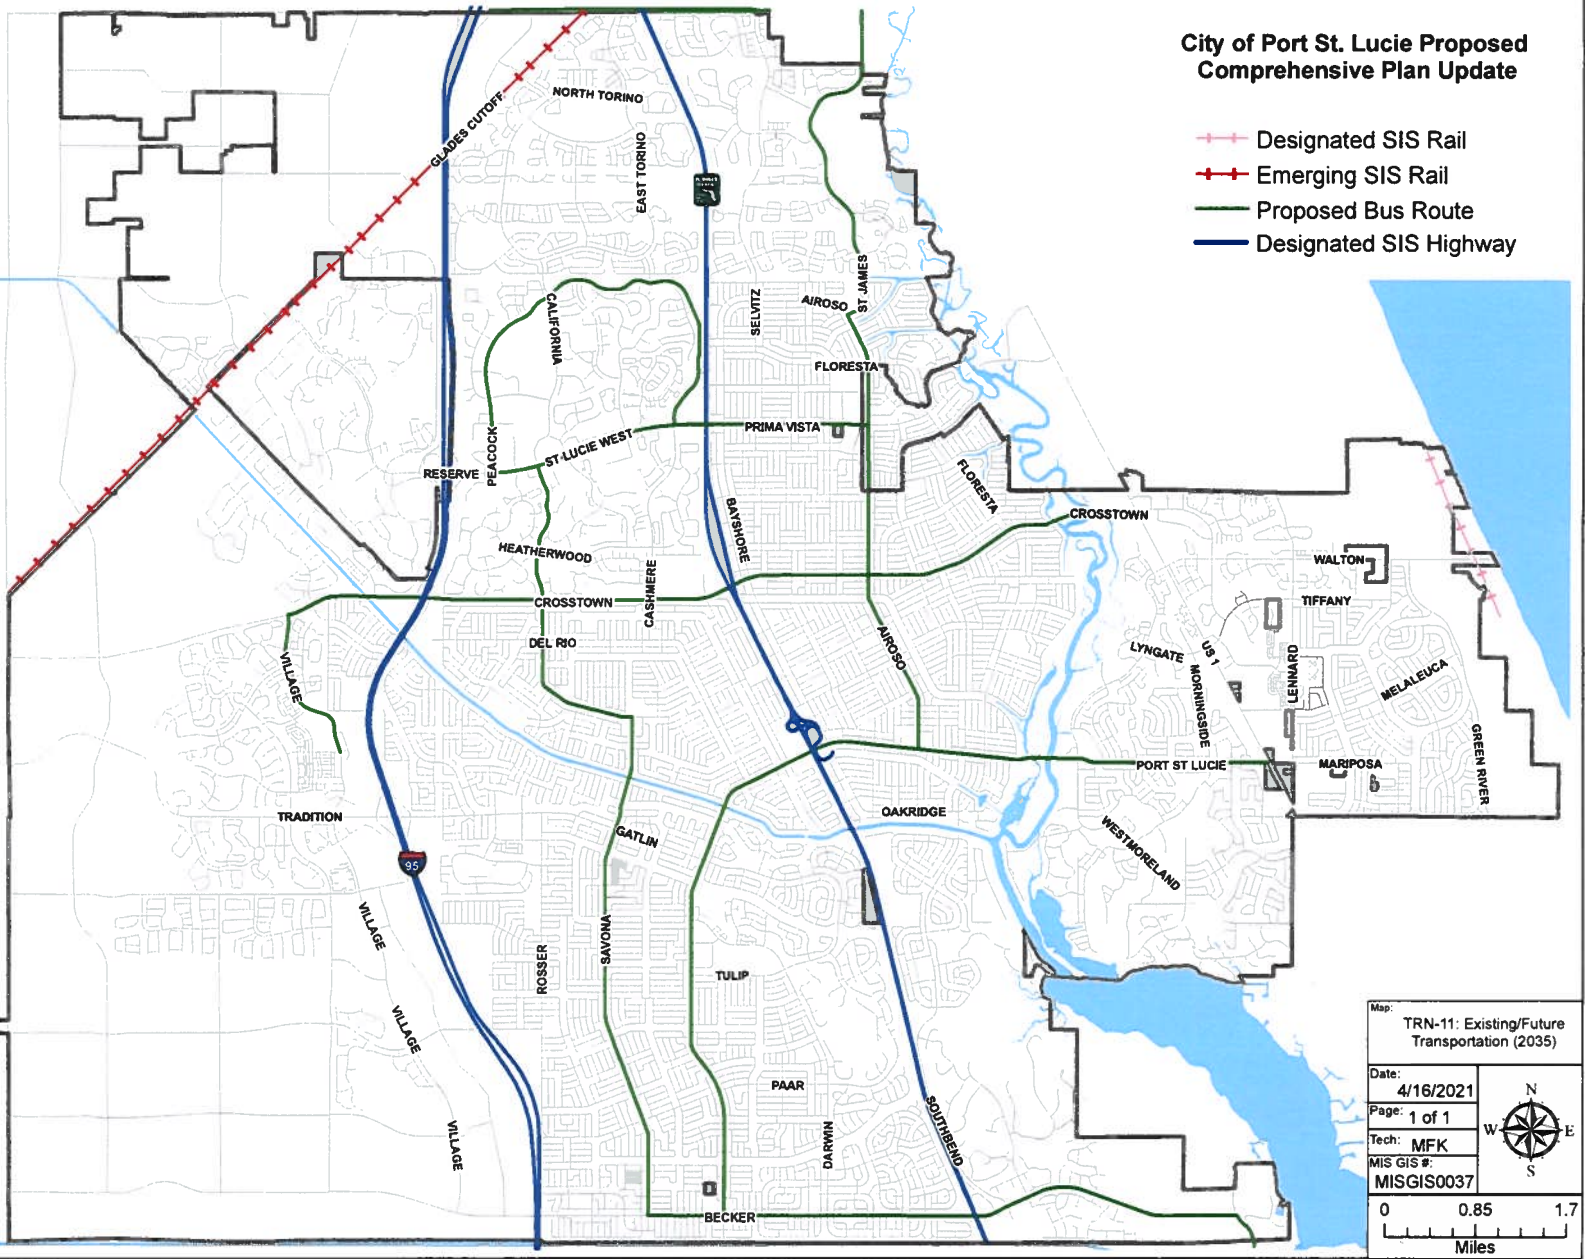 City of Port St. Lucie Proposed
Comprehensive Plan Update
Designated SIS Rail
Emerging SIS Rail
Proposed Bus Route
Designated SIS Highway
NORTH TORINO
GLADES CUTOFF
EAST TORINO
ST JAMES
AIROSO
SELVITZ
CALIFORNIA
FLORESTA
PRIMA VISTA
ST LUCIE WEST
PEACOCK
RESERVE
FLORESTA
BAYSHORE
CROSSTOWN
HEATHERWOOD
CASHMERE
CROSSTOWN
WALTON
TIFFANY
DEL RIO
AIROSO
VILLAGE
LYNGATE
US 1
MORNINGSIDE
LENNARD
MELALEUCA
GREEN RIVER
PORT ST LUCIE
MARIPOSA
TRADITION
OAKRIDGE
GATLIN
WESTMORELAND
95
VILLAGE
SAVONA
ROSSER
TULIP
VILLAGE
PAAR
DARWIN
SOUTHBEND
VILLAGE
BECKER
Map:
TRN-11: Existing/Future
Transportation (2035)
Date:
4/16/2021
Page: 1 of 1
Tech: MFK
MIS GIS #:
MISGIS0037
N
W E
S
0 0.85 1.7
Miles